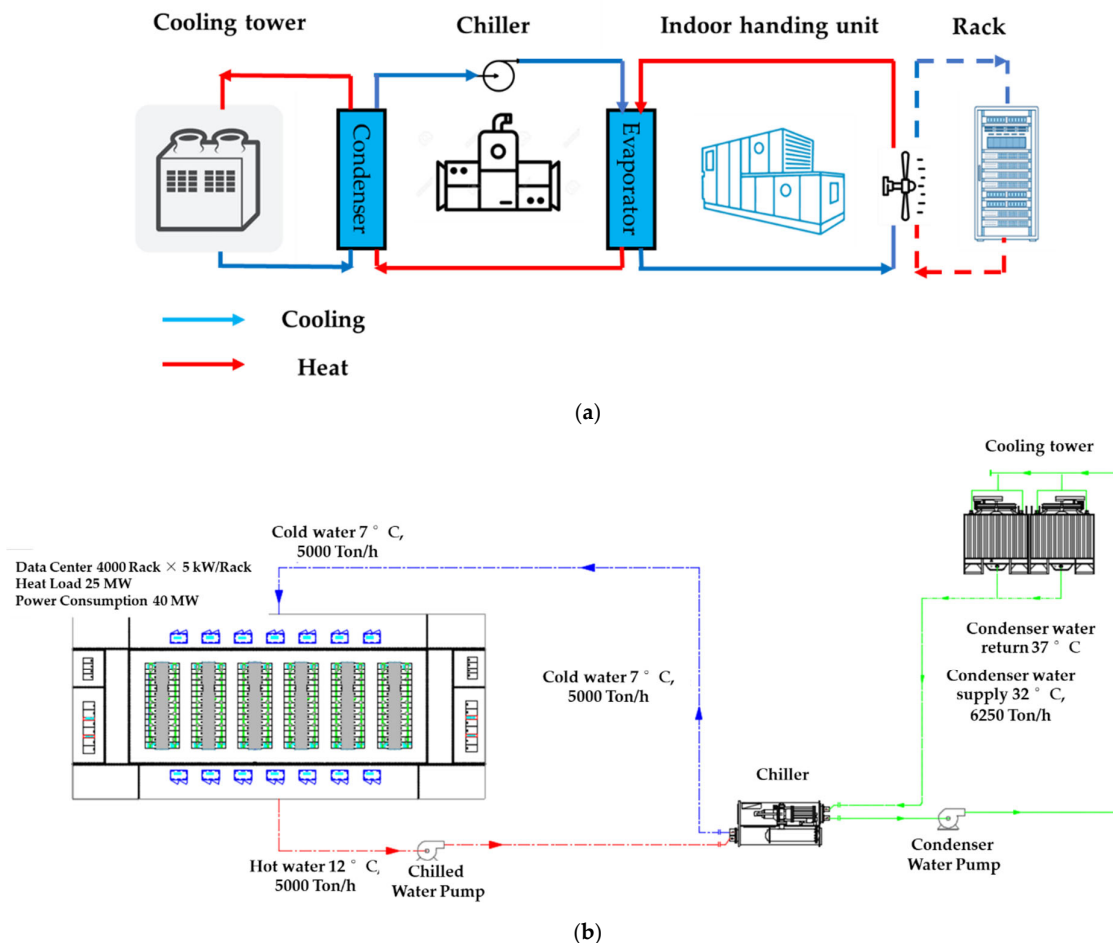 Cooling tower
Chiller
Indoor handing unit
Rack
Condenser
Evaporator
Cooling
Heat
(a)
Cooling tower
Cold water 7 ° C,
5000 Ton/h
Data Center 4000 Rack × 5 kW/Rack
Heat Load 25 MW
Power Consumption 40 MW
Condenser water
return 37 ° C
Cold water 7 ° C,
5000 Ton/h
Condenser water
supply 32 ° C,
6250 Ton/h
Chiller
Hot water 12 ° C,
5000 Ton/h
Chilled
Water Pump
Condenser
Water Pump
(b)